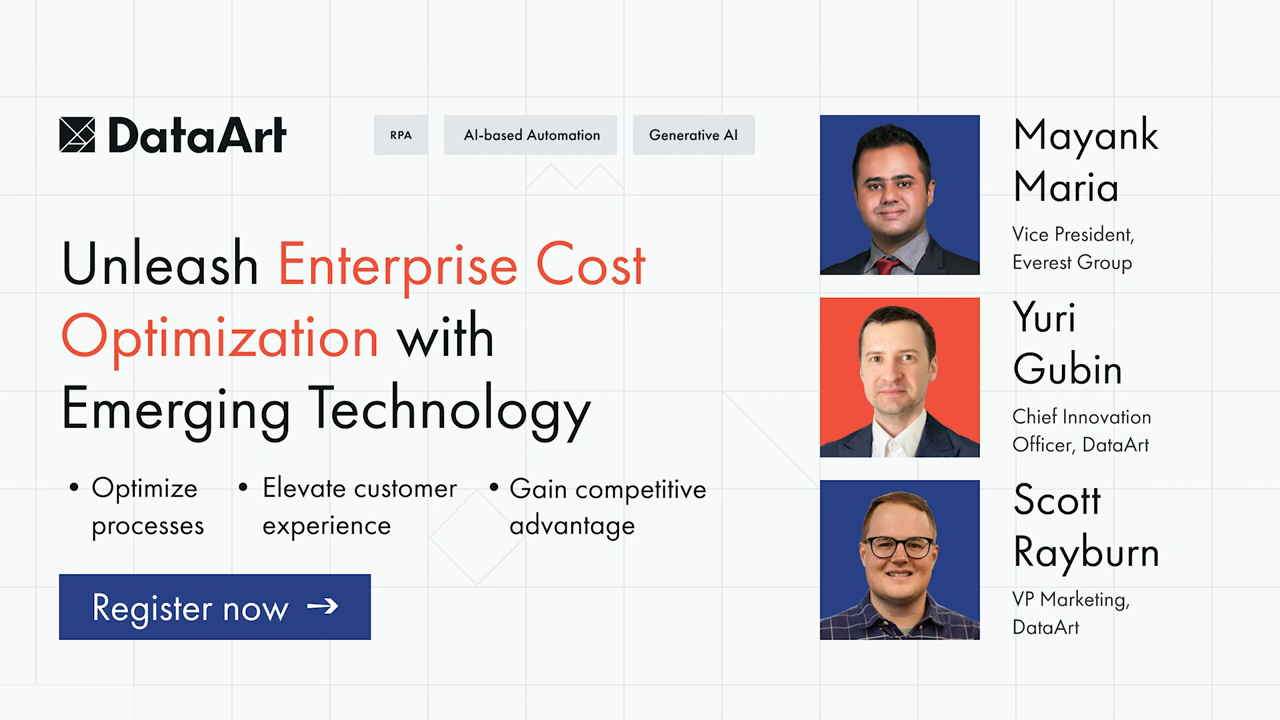 DataArt
RPA
AI-based Automation
Generative AI
Unleash Enterprise Cost
Optimization with
Emerging Technology
• Optimize
processes
• Elevate customer
experience
• Gain competitive
advantage
Register now →
Mayank
Maria
Vice President,
Everest Group
Yuri
Gubin
Chief Innovation
Officer, DataArt
Scott
Rayburn
VP Marketing,
DataArt